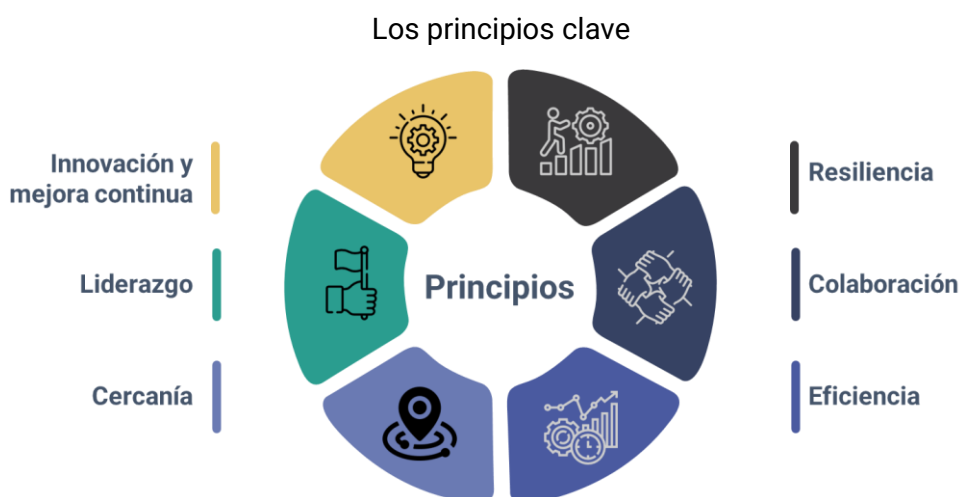 Los principios clave
Innovación y
mejora continua
Liderazgo
Cercanía
Principios
Resiliencia
Colaboración
Eficiencia